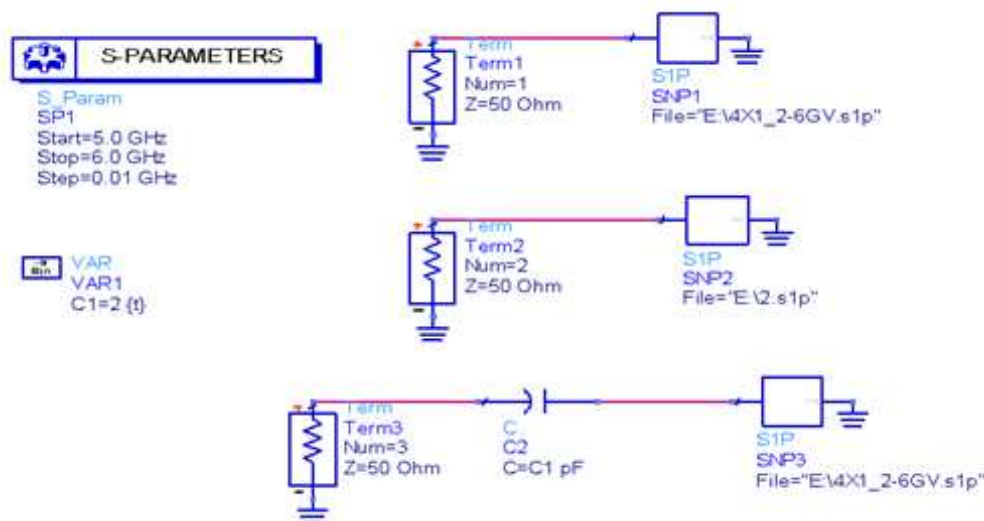 S-PARAMETERS
S_Param
SP1
Start=5.0 GHz
Stop=6.0 GHz
Step=0.01 GHz
Term
Term1
Num=1
Z=50 Ohm
S1P
SNP1
File="E:\4X1_2-6GV.s1p"
VAR
VAR1
C1=2 {t}
Term
Term2
Num=2
Z=50 Ohm
S1P
SNP2
File="E:\2.s1p"
Term
Term3
Num=3
Z=50 Ohm
C
C2
C=C1 pF
S1P
SNP3
File="E:\4X1_2-6GV.s1p"